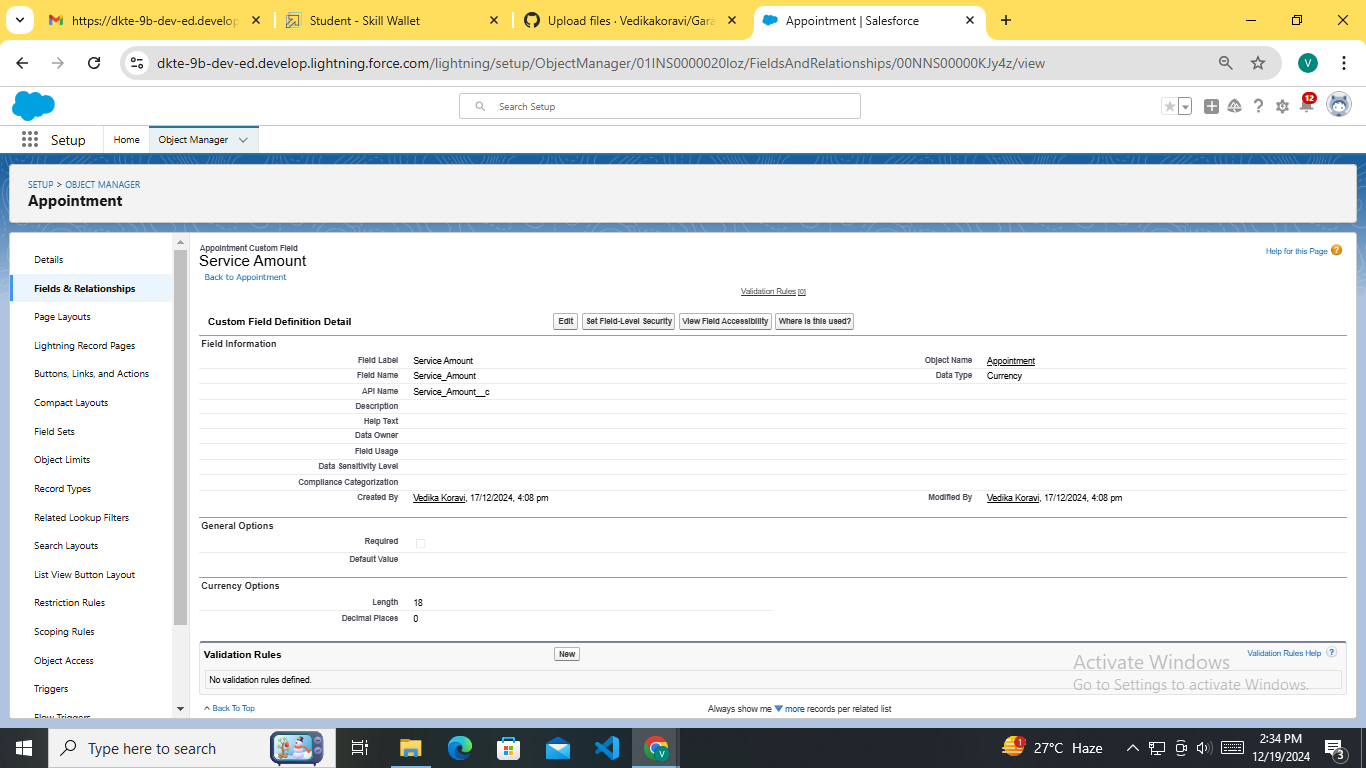 https://dkte-9b-dev-ed.develop
Student - Skill Wallet
Upload files · Vedikakoravi/Gara
Appointment | Salesforce
dkte-9b-dev-ed.develop.lightning.force.com/lightning/setup/ObjectManager/01INS0000020Ioz/FieldsAndRelationships/00NNS00000KJy4z/view
V
Search Setup
12
Setup
Home
Object Manager
SETUP > OBJECT MANAGER
Appointment
Details
Fields & Relationships
Page Layouts
Lightning Record Pages
Buttons, Links, and Actions
Compact Layouts
Field Sets
Object Limits
Record Types
Related Lookup Filters
Search Layouts
List View Button Layout
Restriction Rules
Scoping Rules
Object Access
Triggers
Flow Triggers
Appointment Custom Field
Service Amount
Back to Appointment
Help for this Page
Validation Rules [0]
Custom Field Definition Detail
Edit
Set Field-Level Security
View Field Accessibility
Where is this used?
Field Information
Field Label Service Amount Object Name Appointment
Field Name Service_Amount Data Type Currency
API Name Service_Amount__c
Description
Help Text
Data Owner
Field Usage
Data Sensitivity Level
Compliance Categorization
Created By Vedika Koravi, 17/12/2024, 4:08 pm Modified By Vedika Koravi, 17/12/2024, 4:08 pm
General Options
Required
Default Value
Currency Options
Length 18
Decimal Places 0
Validation Rules
New
Validation Rules Help ?
No validation rules defined.
Back To Top
Always show me more records per related list
Activate Windows
Go to Settings to activate Windows.
Type here to search
1
27°C Haze
2:34 PM
12/19/2024
3